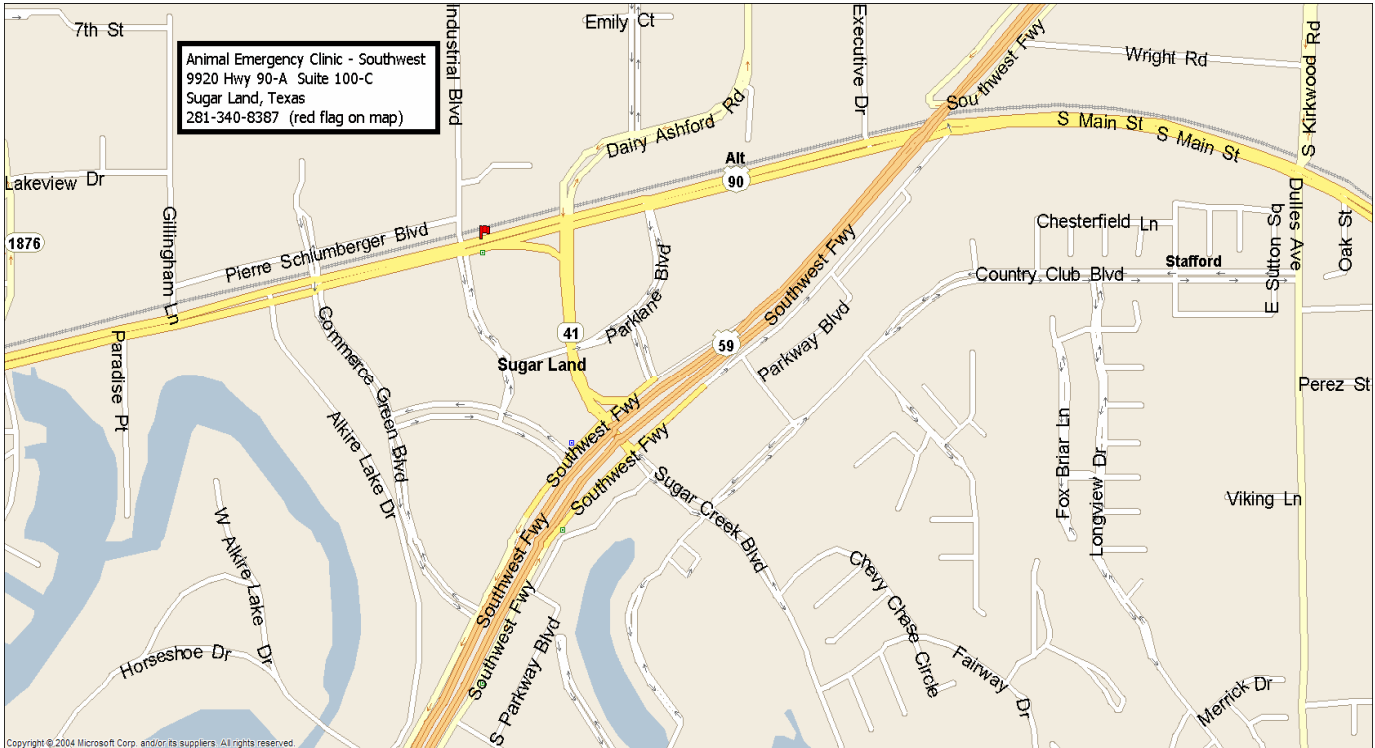 7th St
Emily Ct
Industrial Blvd
Executive Dr
Southwest Fwy
Wright Rd
S Kirkwood Rd
Animal Emergency Clinic - Southwest
9920 Hwy 90-A Suite 100-C
Sugar Land, Texas
281-340-8387 (red flag on map)
Dairy Ashford Rd
S Main St
S Main St
Alt
90
Lakeview Dr
Gillingham Ln
1876
Pierre Schlumberger Blvd
Dulles Ave
Chesterfield Ln
E Sutton Sq
Oak St
Stafford
Country Club Blvd
Southwest Fwy
Parklane Blvd
41
59
Sugar Land
Parkway Blvd
Paradise Pt
Commerce Green Blvd
Alkire Lake Dr
Perez St
Fox Briar Ln
Longview Dr
Southwest Fwy
Southwest Fwy
Sugar Creek Blvd
Viking Ln
W Alkire Lake Dr
Southwest Fwy
Southwest Fwy
Chevy Chase Circle
Horseshoe Dr
S Parkway Blvd
Fairway Dr
Merrick Dr
Copyright © 2004 Microsoft Corp. and/or its suppliers. All rights reserved.